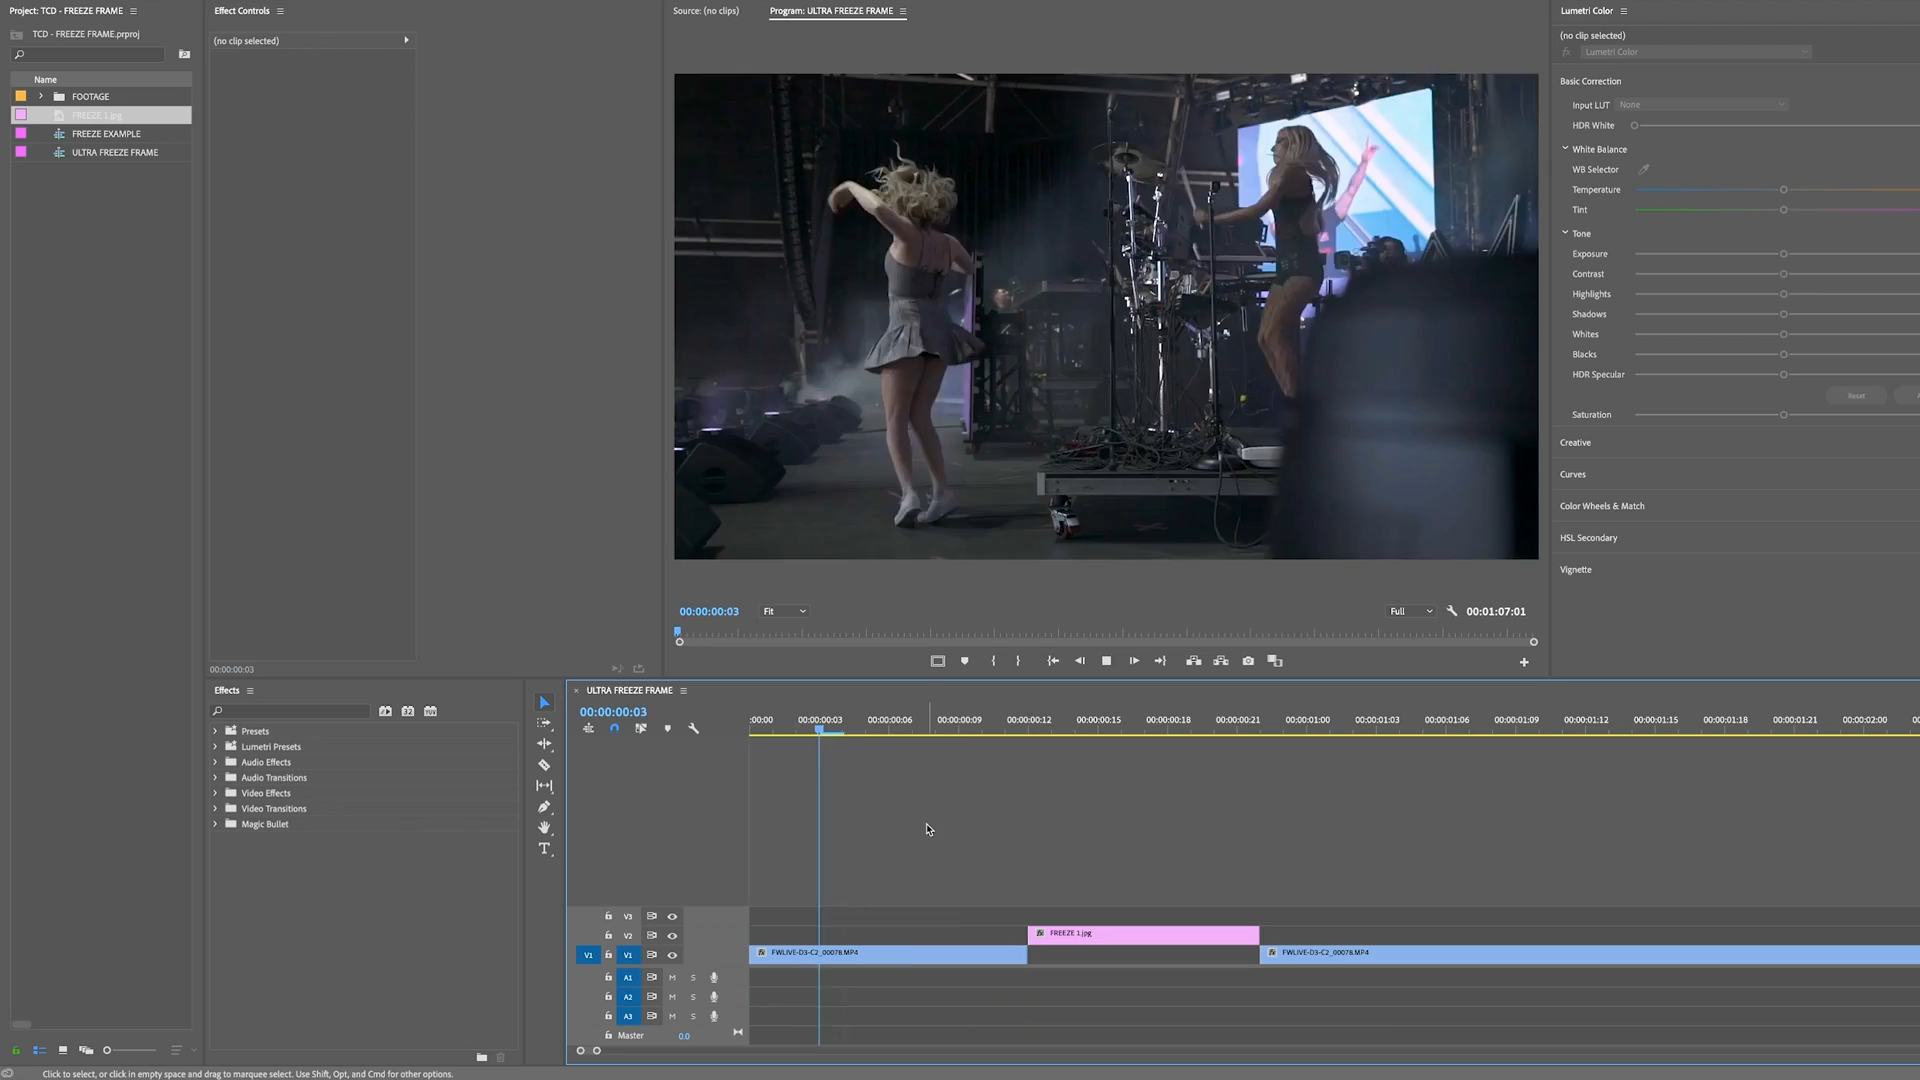 Project: TCD - FREEZE FRAME
TCD - FREEZE FRAME.prproj
Name
FOOTAGE
FREEZE 1.jpg
FREEZE EXAMPLE
ULTRA FREEZE FRAME
Effect Controls
(no clip selected)
00:00:00:03
Source: (no clips)
Program: ULTRA FREEZE FRAME
00:00:00:03
Fit
Full
00:01:07:01
Lumetri Color
(no clip selected)
fx
Lumetri Color
Basic Correction
Input LUT
None
HDR White
White Balance
WB Selector
Temperature
Tint
Tone
Exposure
Contrast
Highlights
Shadows
Whites
Blacks
HDR Specular
Reset
Saturation
Creative
Curves
Color Wheels & Match
HSL Secondary
Vignette
Effects
Presets
Lumetri Presets
Audio Effects
Audio Transitions
Video Effects
Video Transitions
Magic Bullet
ULTRA FREEZE FRAME
00:00:00:03
:00:00 00:00:00:03 00:00:00:06 00:00:00:09 00:00:00:12 00:00:00:15 00:00:00:18 00:00:00:21 00:00:01:00 00:00:01:03 00:00:01:06 00:00:01:09 00:00:01:12 00:00:01:15 00:00:01:18 00:00:01:21 00:00:02:00
V3
V2
FREEZE 1.jpg
V1 V1
FWLIVE-D3-C2_00078.MP4
FWLIVE-D3-C2_00078.MP4
A1 M S
A2 M S
A3 M S
Master 0.0
Click to select, or click in empty space and drag to marquee select. Use Shift, Opt, and Cmd for other options.